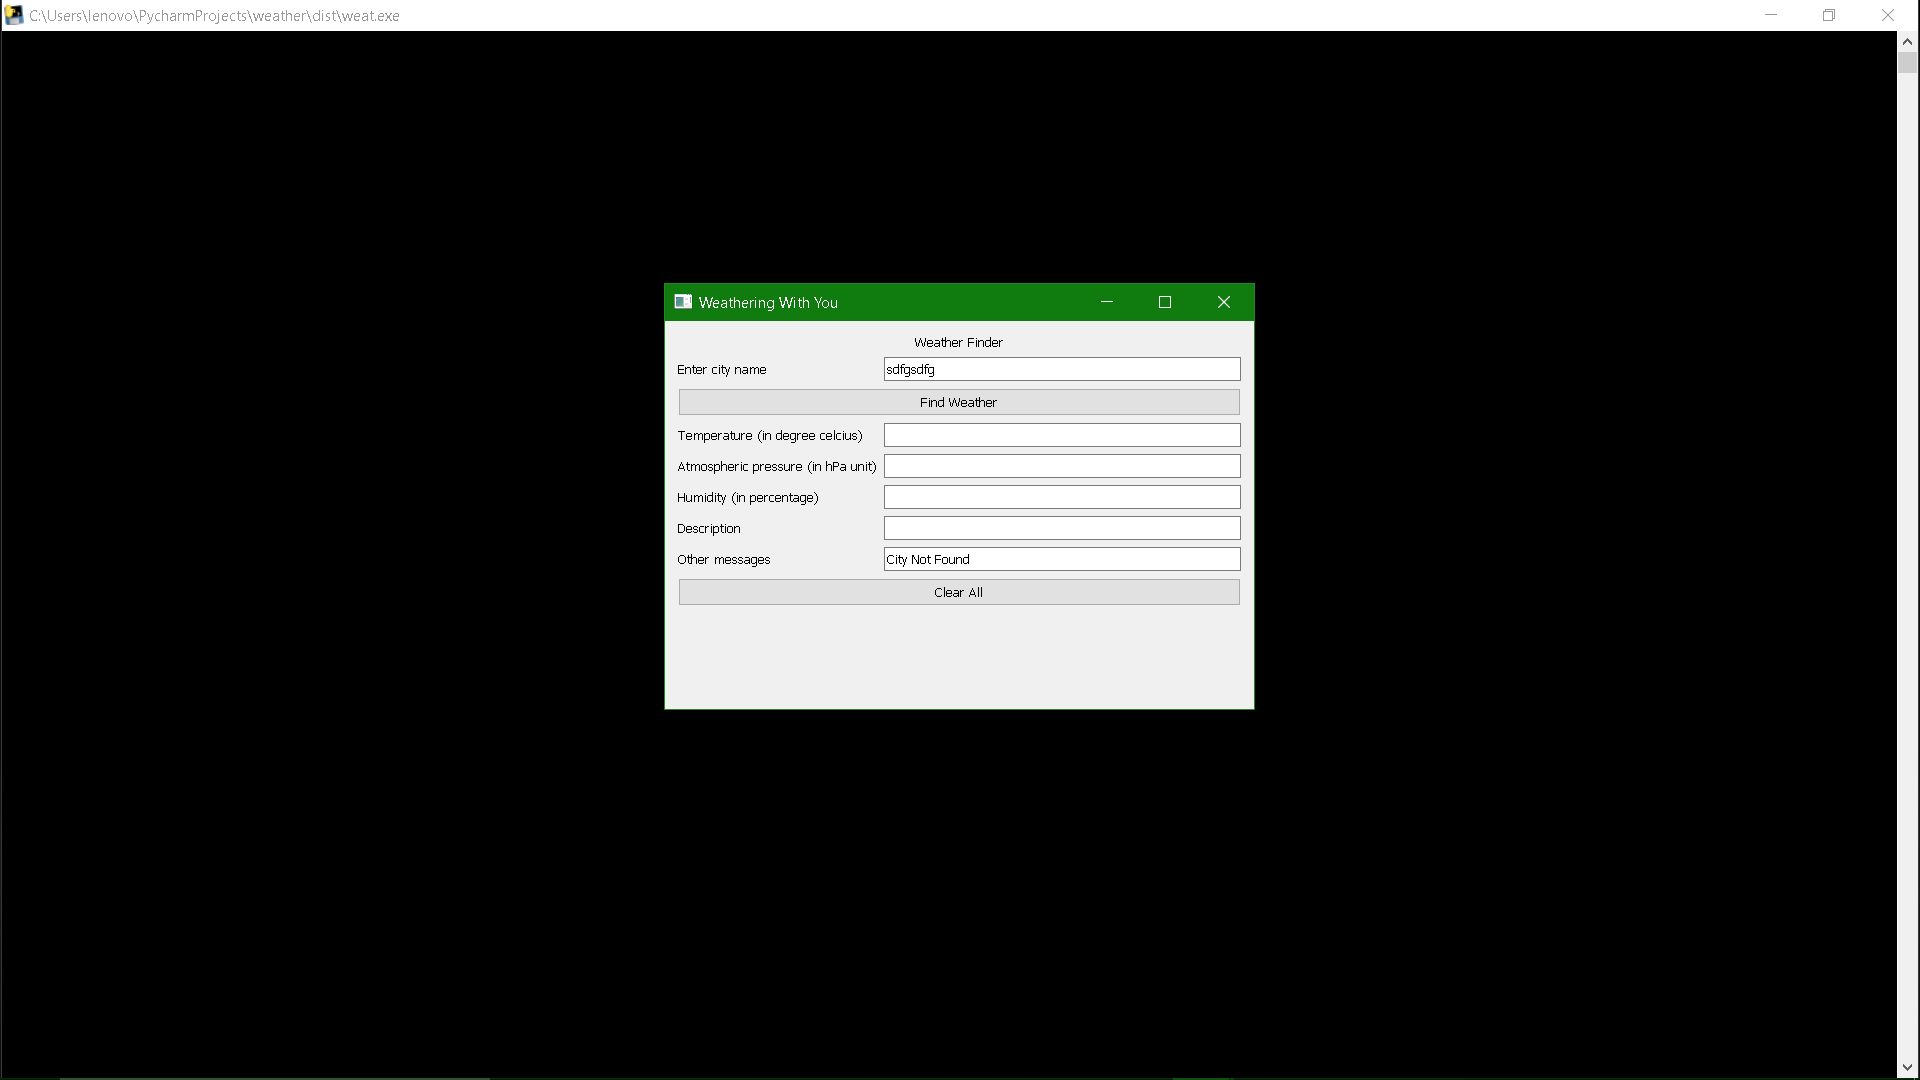 C:\Users\lenovo\PycharmProjects\weather\dist\weat.exe
Weathering With You
Weather Finder
Enter city name sdfgsdfg
Find Weather
Temperature (in degree celcius)
Atmospheric pressure (in hPa unit)
Humidity (in percentage)
Description
Other messages City Not Found
Clear All